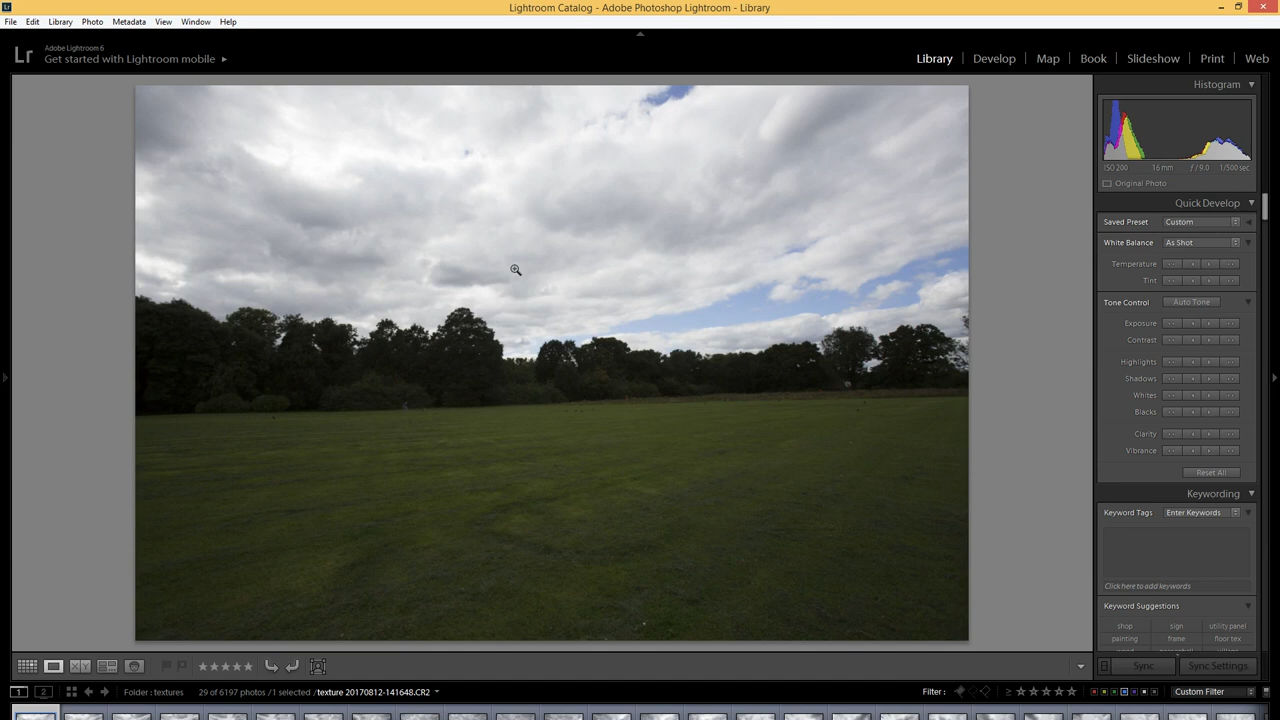 Lr
Lightroom Catalog - Adobe Photoshop Lightroom - Library
File Edit Library Photo Metadata View Window Help
Lr
Adobe Lightroom 6
Get started with Lightroom mobile
Library | Develop | Map | Book | Slideshow | Print | Web
Histogram
ISO 200 16 mm ƒ / 9.0 1/500 sec
Original Photo
Quick Develop
Saved Preset Custom
White Balance As Shot
Temperature
Tint
Tone Control Auto Tone
Exposure
Contrast
Highlights
Shadows
Whites
Blacks
Clarity
Vibrance
Reset All
Keywording
Keyword Tags Enter Keywords
Click here to add keywords
Keyword Suggestions
shop sign utility panel
painting frame floor tex
Sync Sync Settings
X Y
1 2 Folder : textures 29 of 6197 photos / 1 selected / texture 20170812-141648.CR2 Filter : Custom Filter